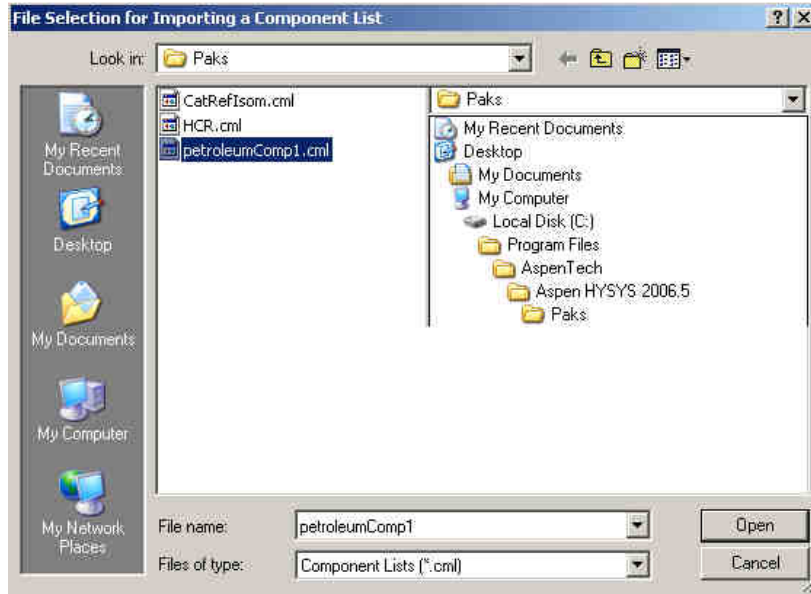 File Selection for Importing a Component List
Look in:
Paks
My Recent
Documents
Desktop
My Documents
My Computer
My Network
Places
CatRefIsom.cml
HCR.cml
petroleumComp1.cml
Paks
My Recent Documents
Desktop
My Documents
My Computer
Local Disk (C:)
Program Files
AspenTech
Aspen HYSYS 2006.5
Paks
File name:
petroleumComp1
Open
Files of type:
Component Lists (*.cml)
Cancel